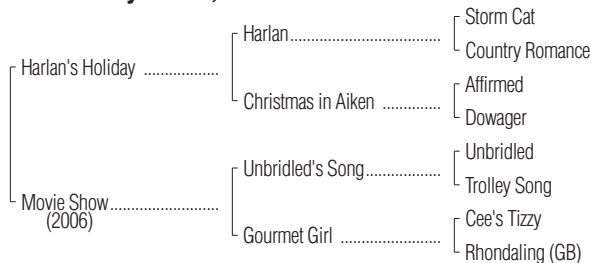 Storm Cat
Harlan
Country Romance
Harlan's Holiday
Affirmed
Christmas in Aiken
Dowager
Unbridled
Unbridled's Song
Trolley Song
Movie Show
(2006)
Cee's Tizzy
Gourmet Girl
Rhondaling (GB)